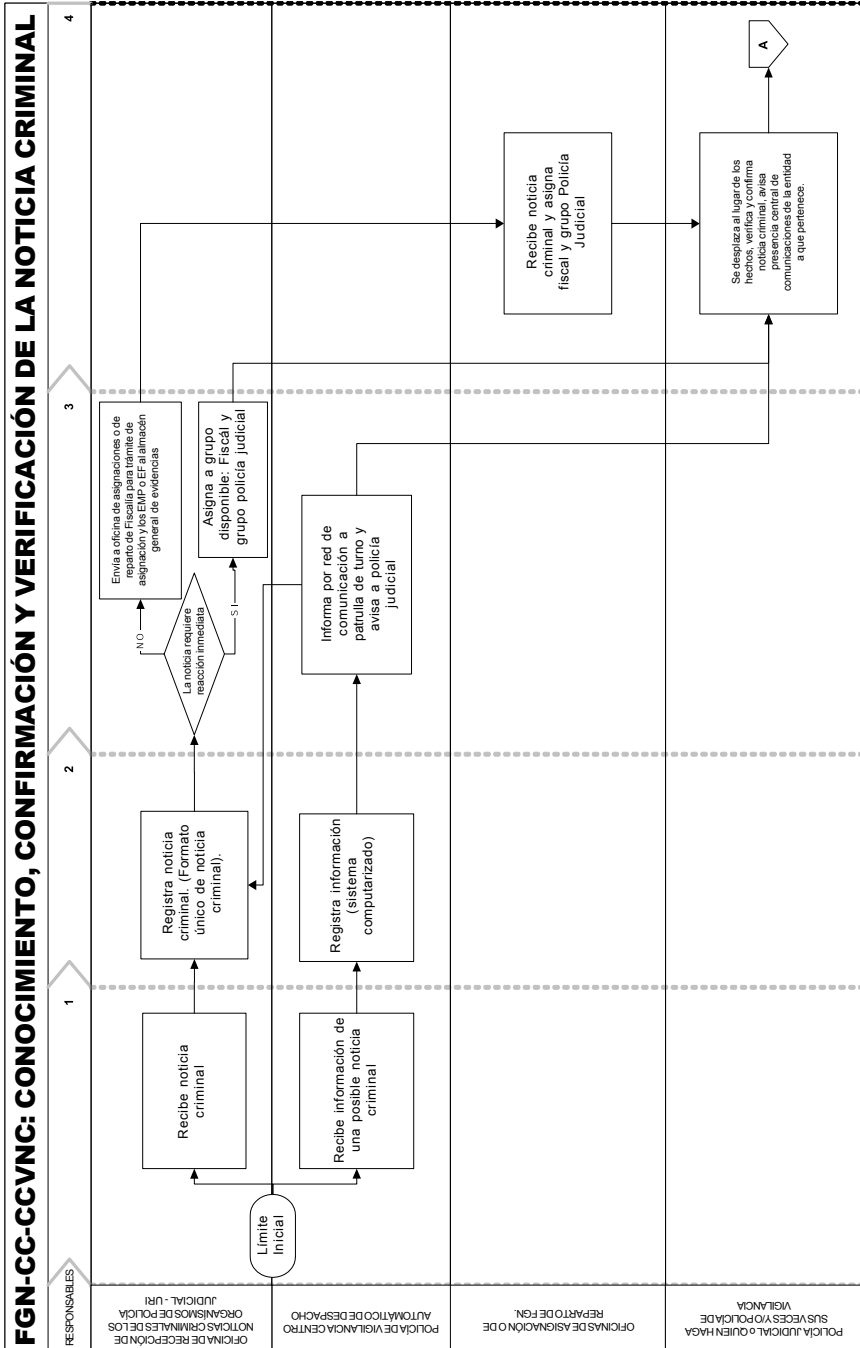 FGN-CC-CCVNC: CONOCIMIENTO, CONFIRMACIÓN Y VERIFICACIÓN DE LA NOTICIA CRIMINAL
RESPONSABLES
1
2
3
4
OFICINA DE RECEPCIÓN DE
NOTICIAS CRIMINALES DE LOS
ORGANÍSMOS DE POLICÍA
JUDICIAL - URI
Recibe noticia
criminal
Registra noticia
criminal. (Formato
único de noticia
criminal).
La noticia requiere
reacción inmediata
NO
SI
Envía a oficina de asignaciones o de
reparto de Fiscalía para trámite de
asignación y los EMP o EF al almacén
general de evidencias
Asigna a grupo
disponible: Fiscál y
grupo policía judicial
Límite
Inicial
POLICÍA DE VIGILANCIA CENTRO
AUTOMÁTICO DE DESPACHO
Recibe información de
una posible noticia
criminal
Registra información
(sistema
computarizado)
Informa por red de
comunicación a
patrulla de turno y
avisa a policía
judicial
OFICINAS DE ASIGNACIÓN O DE
REPARTO DE FGN.
Recibe noticia
criminal y asigna
fiscal y grupo Policía
Judicial
POLICÍA JUDICIAL o QUIEN HAGA
SUS VECES Y/O POLICÍA DE
VIGILANCIA
Se desplaza al lugar de los
hechos, verifica y confirma
noticia criminal, avisa
presencia central de
comunicaciones de la entidad
a que pertenece.
A